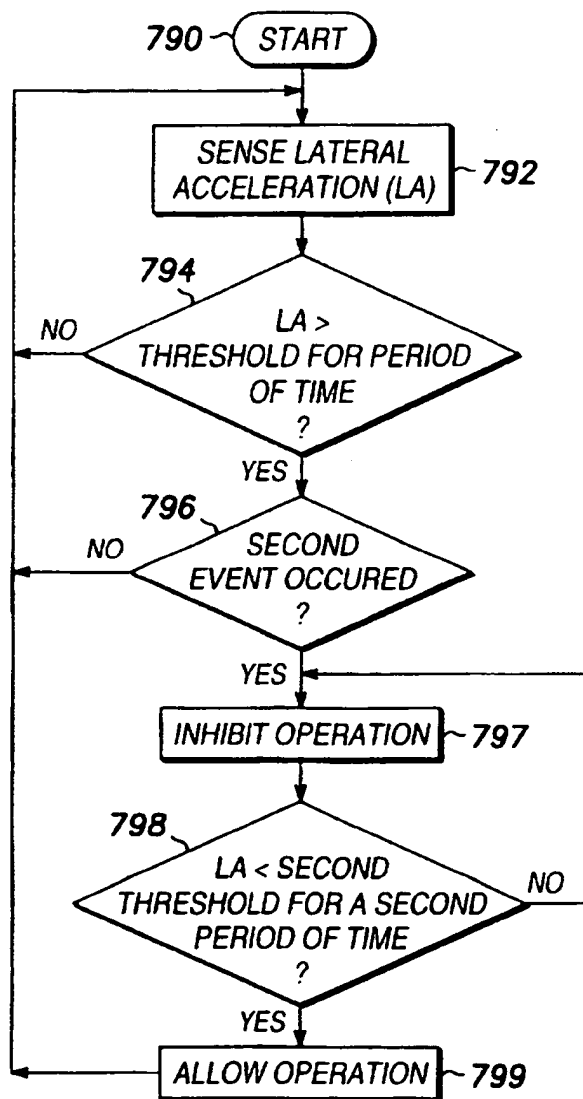 790
START
SENSE LATERAL
ACCELERATION (LA)
792
794
NO
LA >
THRESHOLD FOR PERIOD
OF TIME
?
YES
796
NO
SECOND
EVENT OCCURED
?
YES
INHIBIT OPERATION
797
798
LA < SECOND
THRESHOLD FOR A SECOND
PERIOD OF TIME
?
NO
YES
ALLOW OPERATION
799